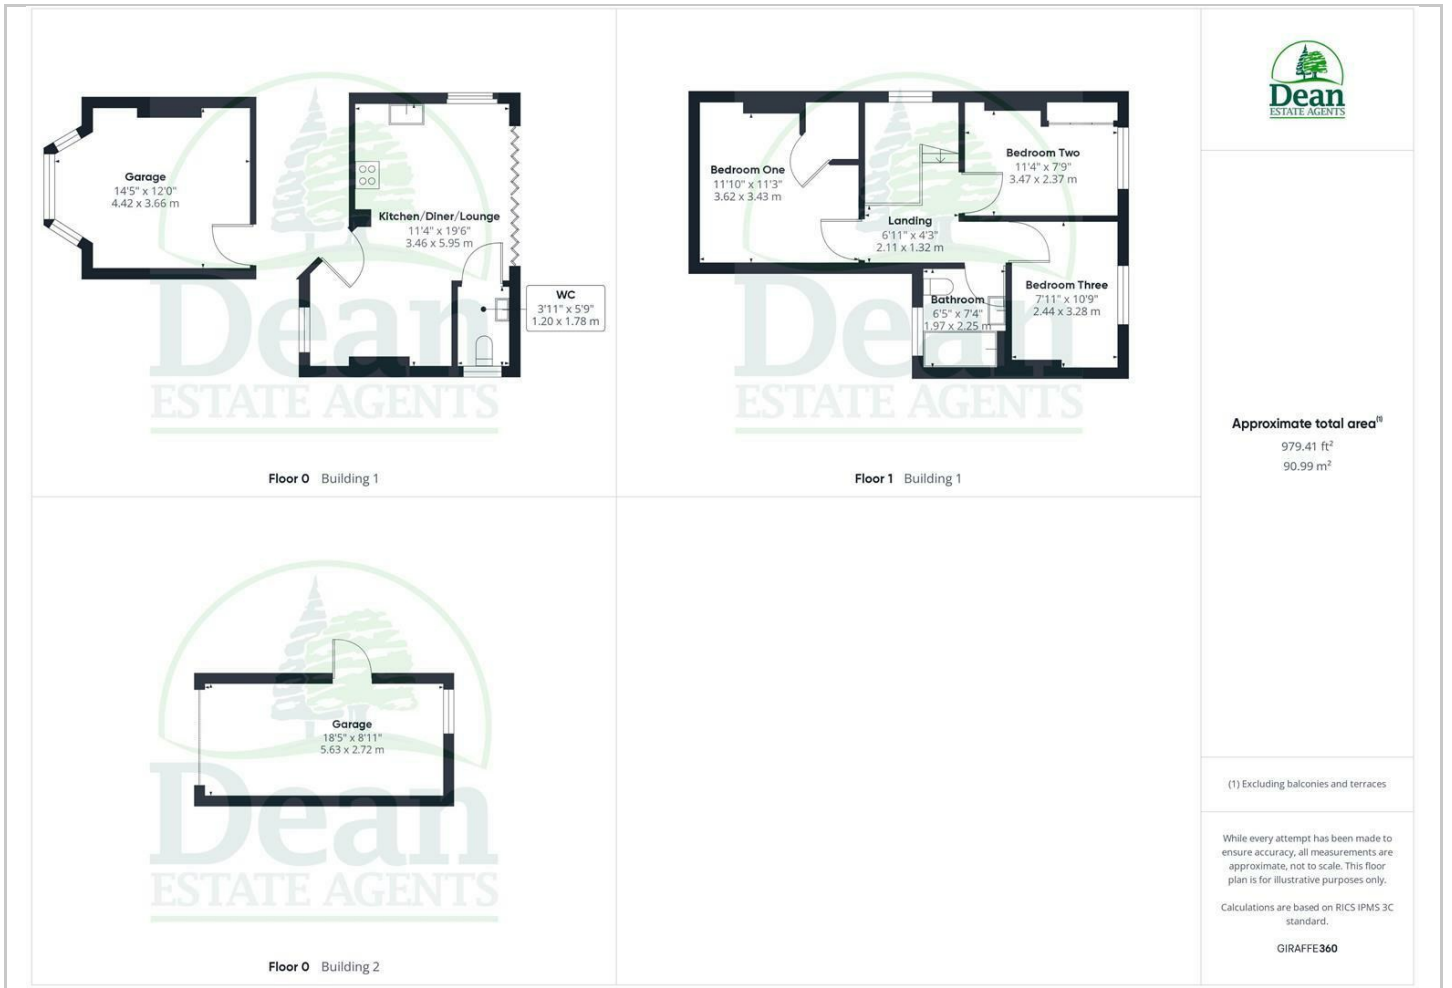 Garage
14'5" x 12'0"
4.42 x 3.66 m
Kitchen/Diner/Lounge
11'4" x 19'6"
3.46 x 5.95 m
WC
3'11" x 5'9"
1.20 x 1.78 m
Dean
ESTATE AGENTS
Floor 0 Building 1
Bedroom One
11'10" x 11'3"
3.62 x 3.43 m
Bedroom Two
11'4" x 7'9"
3.47 x 2.37 m
Landing
6'11" x 4'3"
2.11 x 1.32 m
Bathroom
6'5" x 7'4"
1.97 x 2.25 m
Bedroom Three
7'11" x 10'9"
2.44 x 3.28 m
Dean
ESTATE AGENTS
Floor 1 Building 1
Garage
18'5" x 8'11"
5.63 x 2.72 m
Dean
ESTATE AGENTS
Floor 0 Building 2
Dean
ESTATE AGENTS
Approximate total area(1)
979.41 ft²
90.99 m²
(1) Excluding balconies and terraces
While every attempt has been made to
ensure accuracy, all measurements are
approximate, not to scale. This floor
plan is for illustrative purposes only.
Calculations are based on RICS IPMS 3C
standard.
GIRAFFE360